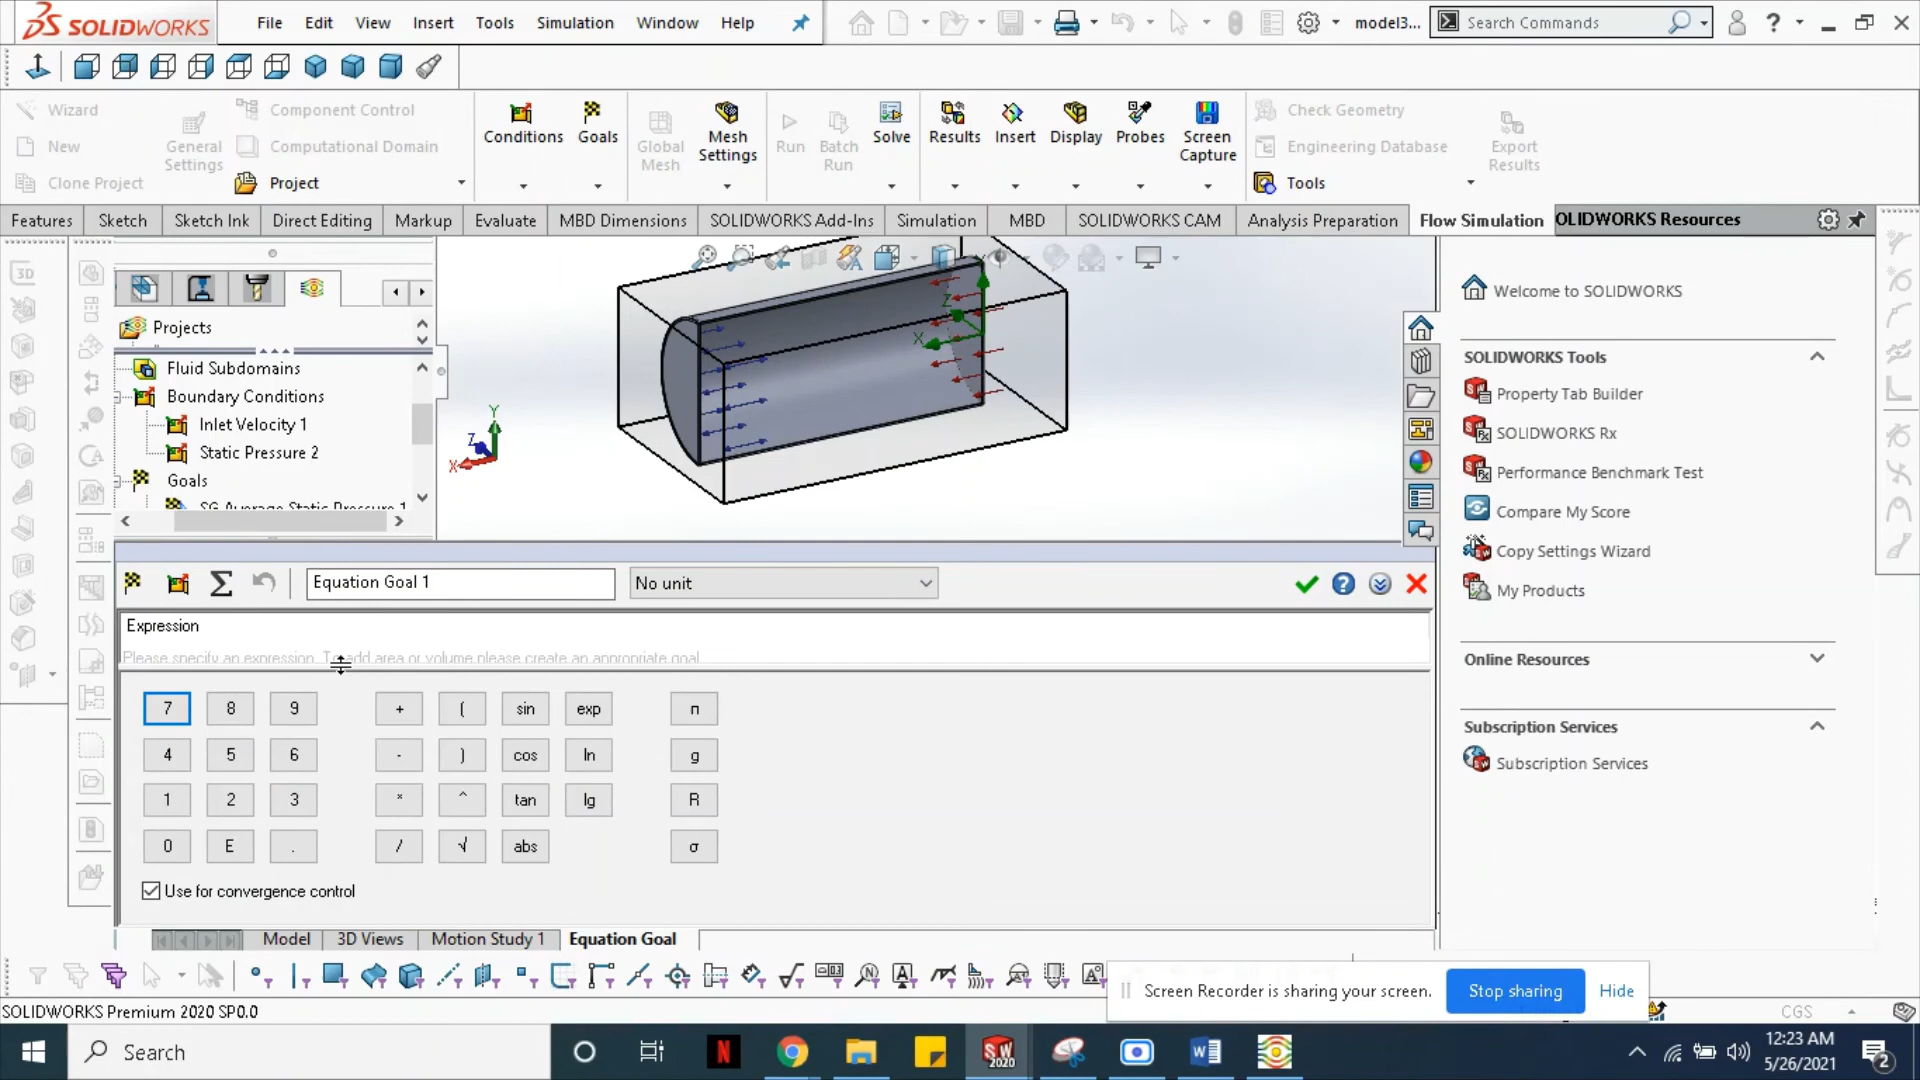 SOLIDWORKS
File Edit View Insert Tools Simulation Window Help
model3...
Search Commands
Wizard
New
Clone Project
General Settings
Component Control
Computational Domain
Project
Conditions
Goals
Global Mesh
Mesh Settings
Run
Batch Run
Solve
Results
Insert
Display
Probes
Screen Capture
Check Geometry
Engineering Database
Tools
Export Results
Features Sketch Sketch Ink Direct Editing Markup Evaluate MBD Dimensions SOLIDWORKS Add-Ins Simulation MBD SOLIDWORKS CAM Analysis Preparation Flow Simulation
OLIDWORKS Resources
Projects
Fluid Subdomains
Boundary Conditions
Inlet Velocity 1
Static Pressure 2
Goals
SG Average Static Pressure 1
X Y Z
X Z
Welcome to SOLIDWORKS
SOLIDWORKS Tools
Property Tab Builder
SOLIDWORKS Rx
Performance Benchmark Test
Compare My Score
Copy Settings Wizard
My Products
Online Resources
Subscription Services
Subscription Services
Equation Goal 1
No unit
Expression
Please specify an expression. To add area or volume please create an appropriate goal
7 8 9 + ( sin exp π
4 5 6 - ) cos ln g
1 2 3 * ^ tan lg R
0 E . / √ abs σ
Use for convergence control
Model 3D Views Motion Study 1 Equation Goal
Screen Recorder is sharing your screen.
Stop sharing
Hide
SOLIDWORKS Premium 2020 SP0.0
CGS
Search
12:23 AM
5/26/2021
2